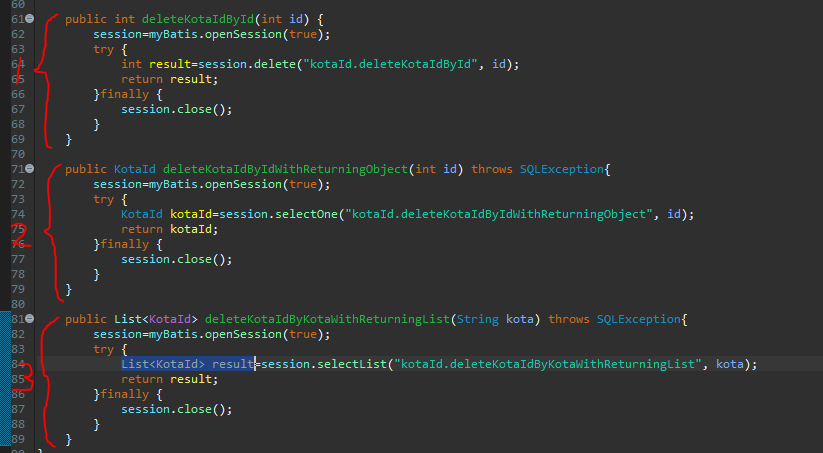 60
61 public int deleteKotaIdById(int id) {
62 session=myBatis.openSession(true);
63 try {
64 int result=session.delete("kotaId.deleteKotaIdById", id);
65 return result;
66 }finally {
67 session.close();
68 }
69 }
70
71 public KotaId deleteKotaIdByIdWithReturningObject(int id) throws SQLException{
72 session=myBatis.openSession(true);
73 try {
74 KotaId kotaId=session.selectOne("kotaId.deleteKotaIdByIdWithReturningObject", id);
75 return kotaId;
76 }finally {
77 session.close();
78 }
79 }
80
81 public List<KotaId> deleteKotaIdByKotaWithReturningList(String kota) throws SQLException{
82 session=myBatis.openSession(true);
83 try {
84 List<KotaId> result=session.selectList("kotaId.deleteKotaIdByKotaWithReturningList", kota);
85 return result;
86 }finally {
87 session.close();
88 }
89 }
1
2
3